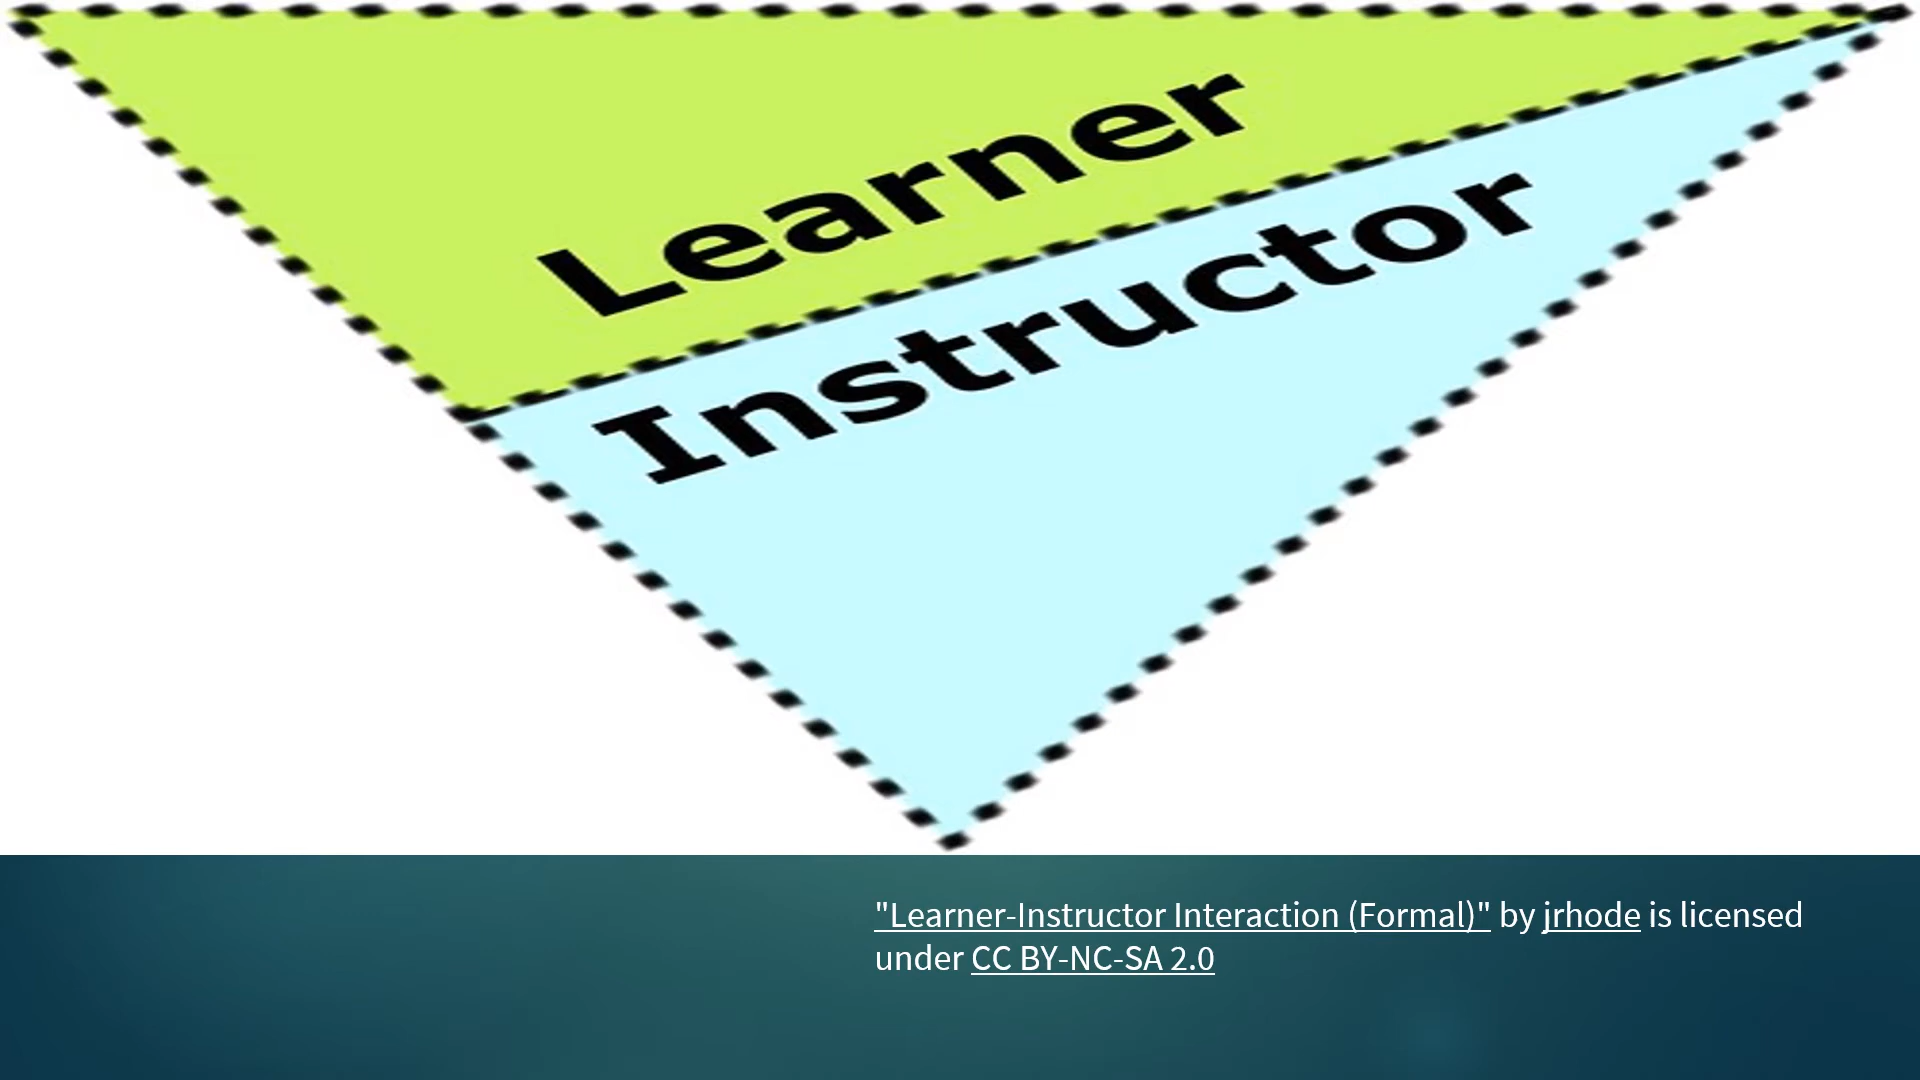 Learner
Instructor
"Learner-Instructor Interaction (Formal)" by jrhode is licensed
under CC BY-NC-SA 2.0